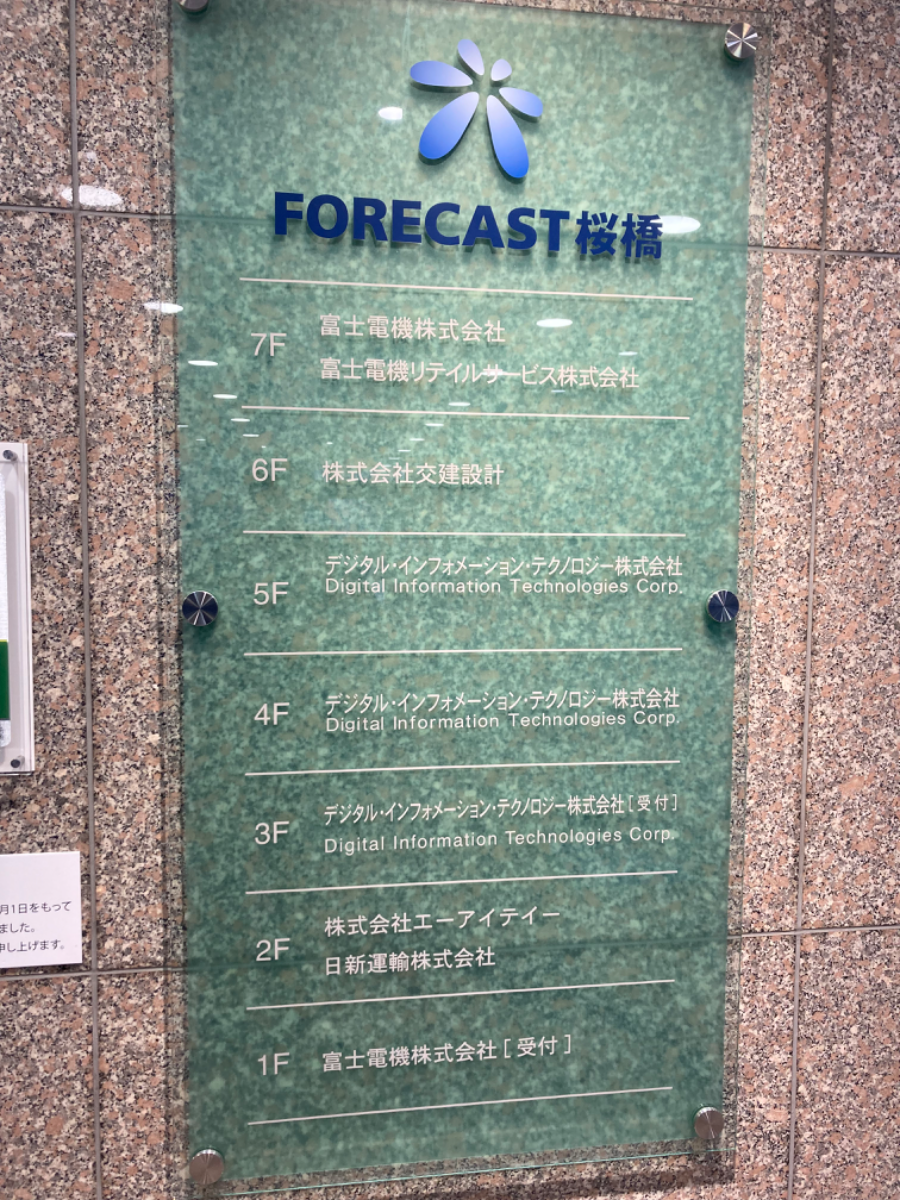 FORECAST桜橋
7F 富士電機株式会社
富士電機リテイルサービス株式会社
6F 株式会社交建設計
5F デジタル・インフォメーション・テクノロジー株式会社
Digital Information Technologies Corp.
4F デジタル・インフォメーション・テクノロジー株式会社
Digital Information Technologies Corp.
3F デジタル・インフォメーション・テクノロジー株式会社[受付]
Digital Information Technologies Corp.
2F 株式会社エーアイテイー
日新運輸株式会社
1F 富士電機株式会社[受付]
月1日をもって
ました。
申し上げます。